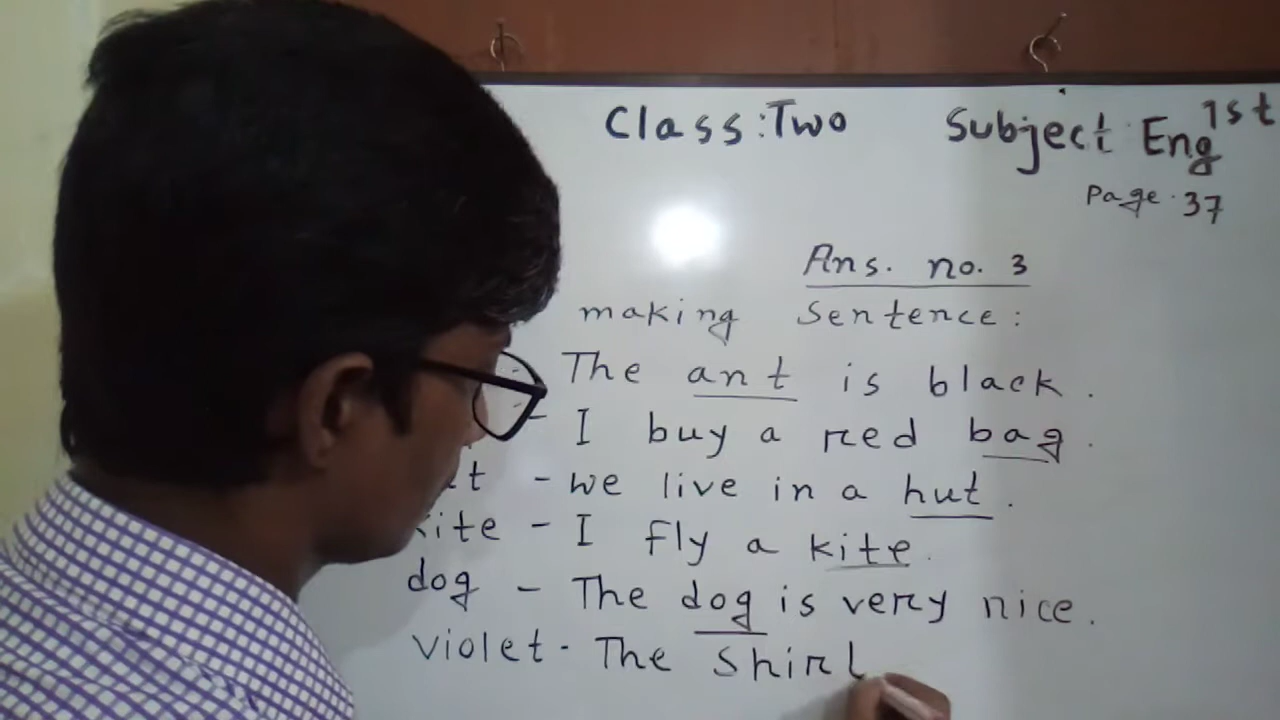 Class: Two Subject: Eng 1st
Page. 37
Ans. no. 3
making Sentence:
The ant is black.
- I buy a red bag.
- we live in a hut.
kite - I fly a kite.
dog - The dog is very nice.
violet - The